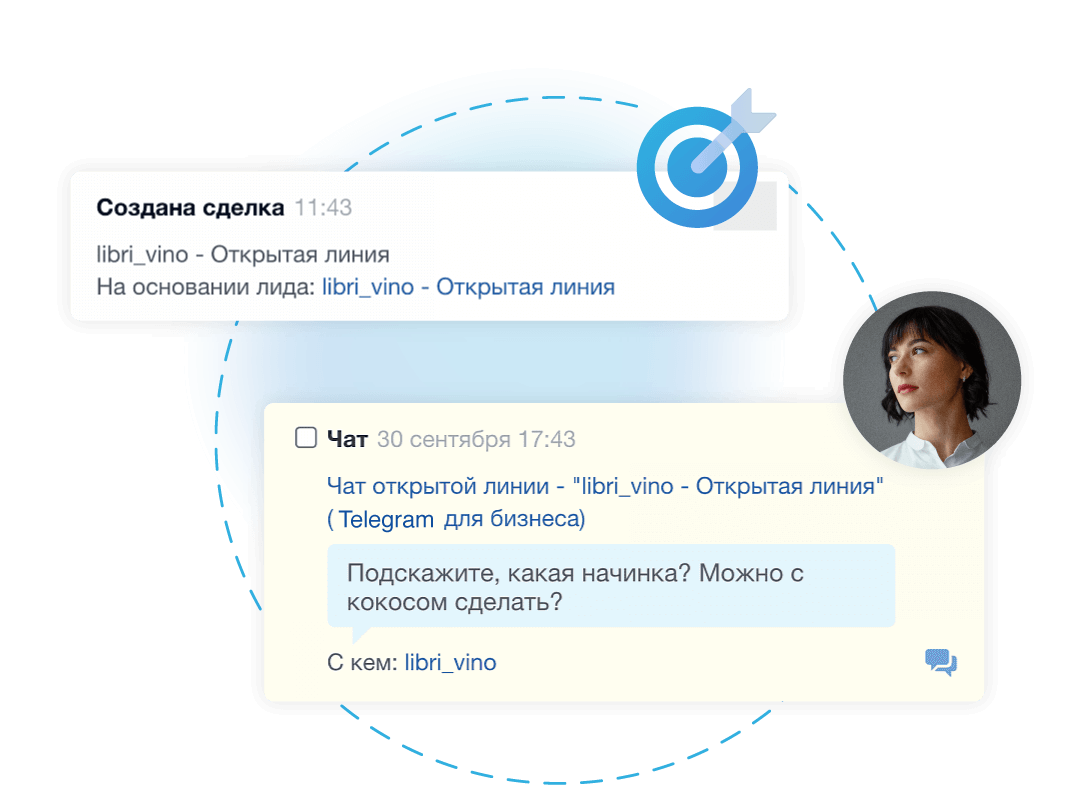 Создана сделка 11:43
libri_vino - Открытая линия
На основании лида: libri_vino - Открытая линия
Чат 30 сентября 17:43
Чат открытой линии - "libri_vino - Открытая линия"
( Telegram для бизнеса)
Подскажите, какая начинка? Можно с
кокосом сделать?
С кем: libri_vino